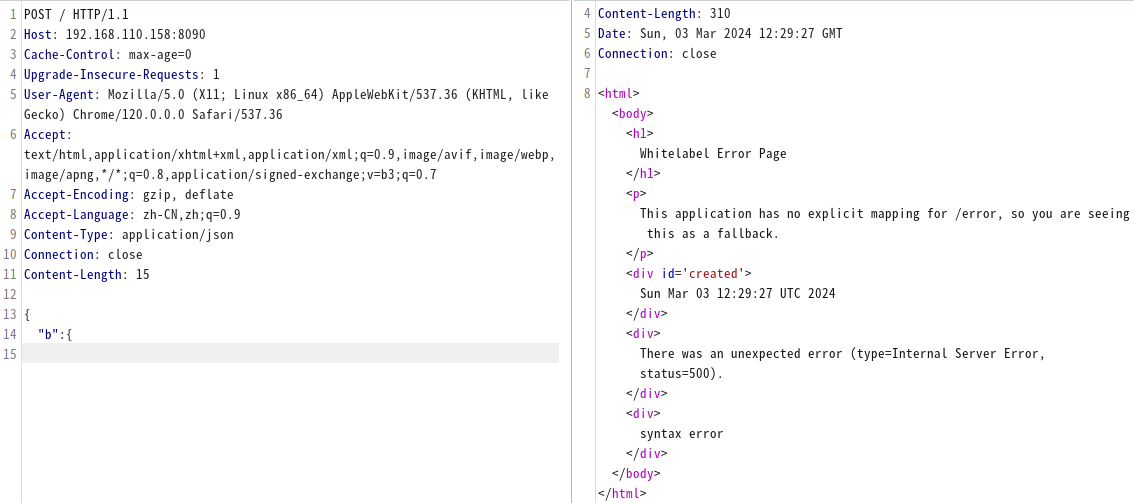 1 POST / HTTP/1.1
2 Host: 192.168.110.158:8090
3 Cache-Control: max-age=0
4 Upgrade-Insecure-Requests: 1
5 User-Agent: Mozilla/5.0 (X11; Linux x86_64) AppleWebKit/537.36 (KHTML, like
Gecko) Chrome/120.0.0.0 Safari/537.36
6 Accept:
text/html,application/xhtml+xml,application/xml;q=0.9,image/avif,image/webp,
image/apng,*/*;q=0.8,application/signed-exchange;v=b3;q=0.7
7 Accept-Encoding: gzip, deflate
8 Accept-Language: zh-CN,zh;q=0.9
9 Content-Type: application/json
10 Connection: close
11 Content-Length: 15
12
13 {
14 "b":{
15
4 Content-Length: 310
5 Date: Sun, 03 Mar 2024 12:29:27 GMT
6 Connection: close
7
8 <html>
<body>
<h1>
Whitelabel Error Page
</h1>
<p>
This application has no explicit mapping for /error, so you are seeing
this as a fallback.
</p>
<div id='created'>
Sun Mar 03 12:29:27 UTC 2024
</div>
<div>
There was an unexpected error (type=Internal Server Error,
status=500).
</div>
<div>
syntax error
</div>
</body>
</html>